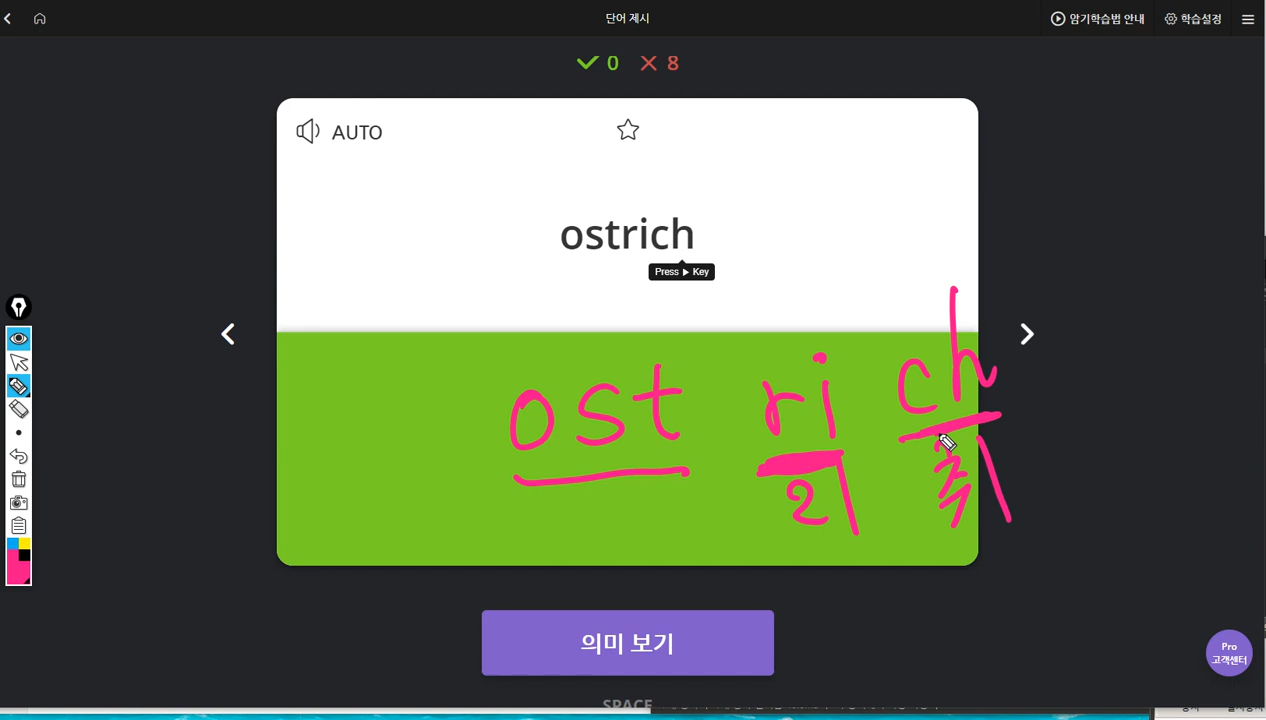 단어 제시
암기학습법 안내
학습설정
0
8
AUTO
ostrich
Press ▶ Key
ost ri ch
리 치
의미 보기
Pro
고객센터
SPACE